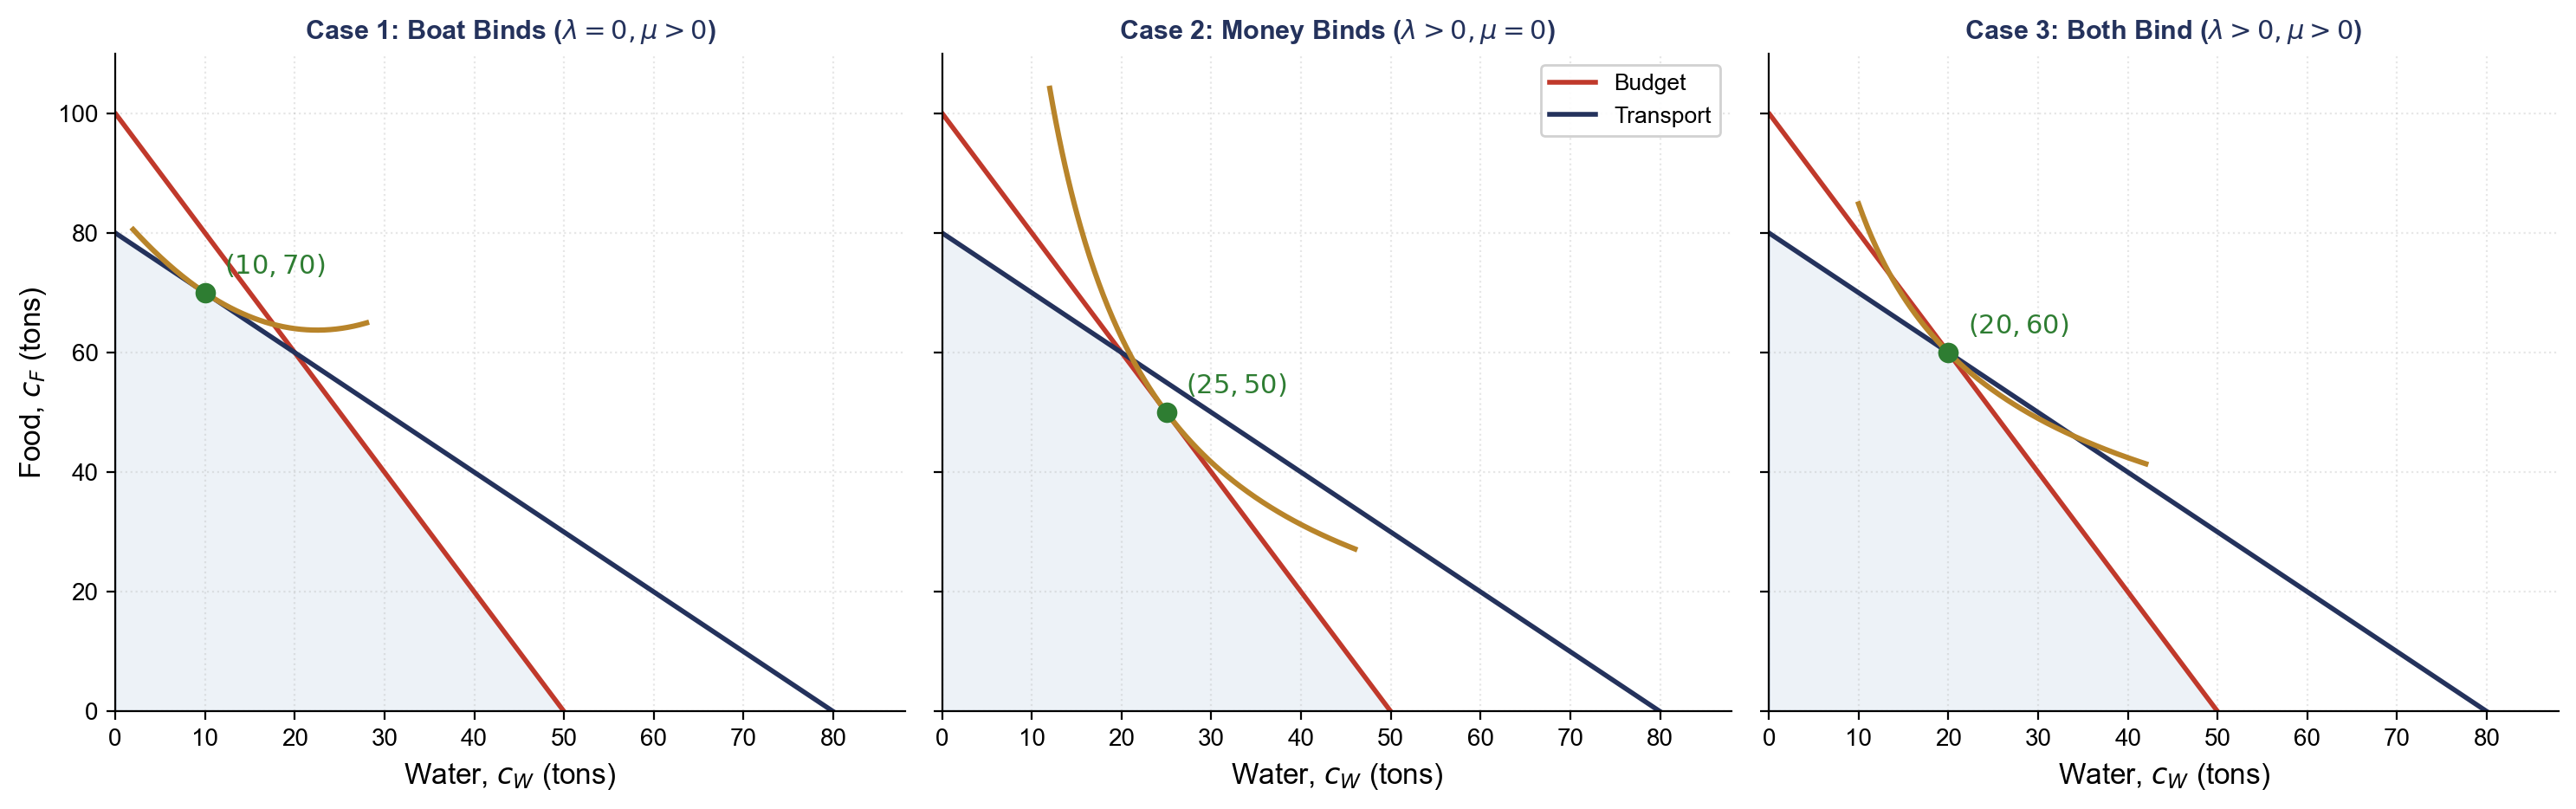 Case 1: Boat Binds (λ = 0, μ > 0)
Case 2: Money Binds (λ > 0, μ = 0)
Case 3: Both Bind (λ > 0, μ > 0)
Budget
Transport
Food, c_F (tons)
100
80
60
40
20
0
(10, 70)
(25, 50)
(20, 60)
0 10 20 30 40 50 60 70 80
0 10 20 30 40 50 60 70 80
0 10 20 30 40 50 60 70 80
Water, c_W (tons)
Water, c_W (tons)
Water, c_W (tons)